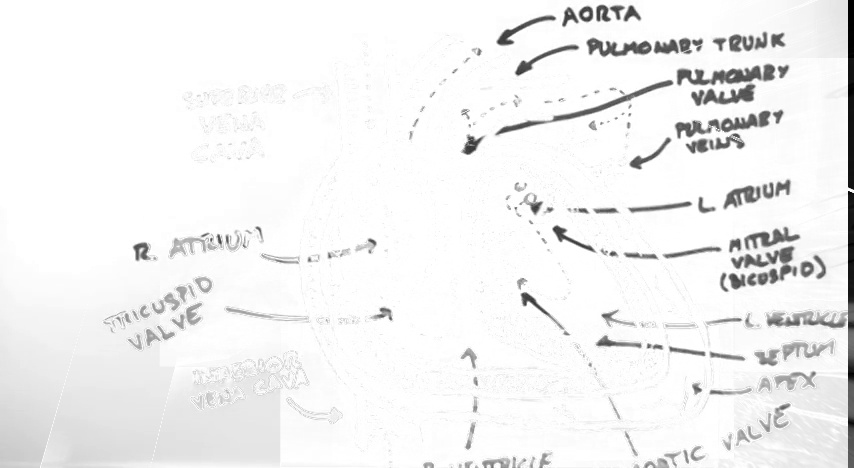 AORTA
PULMONARY TRUNK
PULMONARY
VALVE
PULMONARY
VEINS
SUPERIOR
VENA
CAVA
L. ATRIUM
R. ATRIUM
MITRAL
VALVE
(BICUSPID)
TRICUSPID
VALVE
L. VENTRICLE
SEPTUM
INFERIOR
VENA CAVA
APEX
R. VENTRICLE
AORTIC VALVE